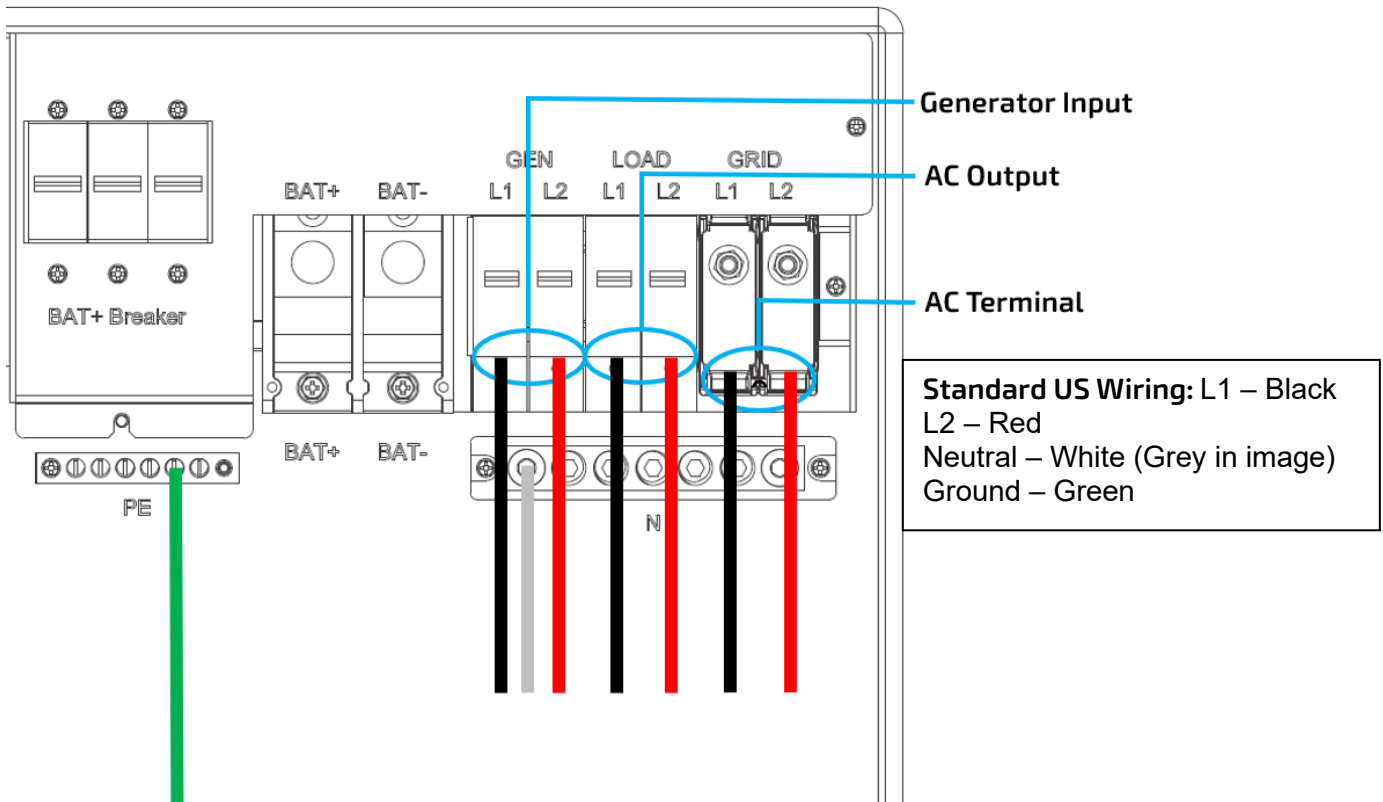 Generator Input
GEN LOAD GRID
AC Output
BAT+ BAT- L1 L2 L1 L2 L1 L2
AC Terminal
BAT+ Breaker
Standard US Wiring: L1 – Black
L2 – Red
Neutral – White (Grey in image)
Ground – Green
BAT+ BAT-
PE
N